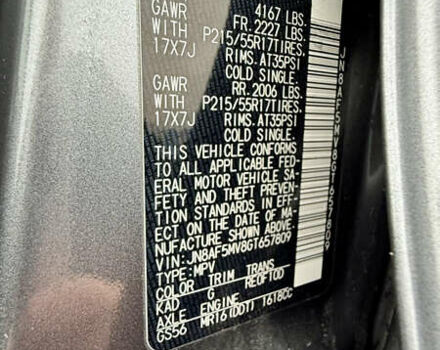 4167 LBS.
GAWR FR. 2227 LBS.
WITH P215/55R17TIRES.
17X7J RIMS. AT35PSI
COLD SINGLE.
GAWR RR. 2006 LBS.
WITH P215/55R17TIRES.
17X7J RIMS. AT35PSI
COLD SINGLE.
THIS VEHICLE CONFORMS
TO ALL APPLICABLE FED-
ERAL MOTOR VEHICLE SA-
FETY AND THEFT PREVEN-
TION STANDARDS IN EFF-
ECT ON THE DATE OF MA-
NUFACTURE SHOWN ABOVE.
VIN: JN8AF5MV8GT657809
TYPE: MPV
COLOR TRIM TRANS
KAD G RE0F10D
AXLE ENGINE
GS56 MR16(DDT) 1618CC
JN8AF5MV8GT657809